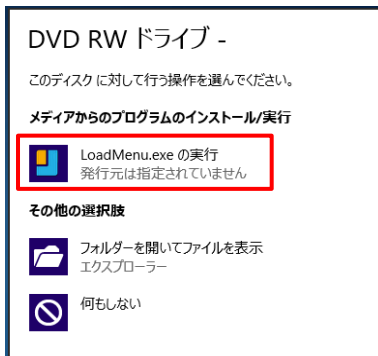 DVD RW ドライブ -
このディスク に対して行う操作を選んでください。
メディアからのプログラムのインストール/実行
LoadMenu.exe の実行
発行元は指定されていません
その他の選択肢
フォルダーを開いてファイルを表示
エクスプローラー
何もしない